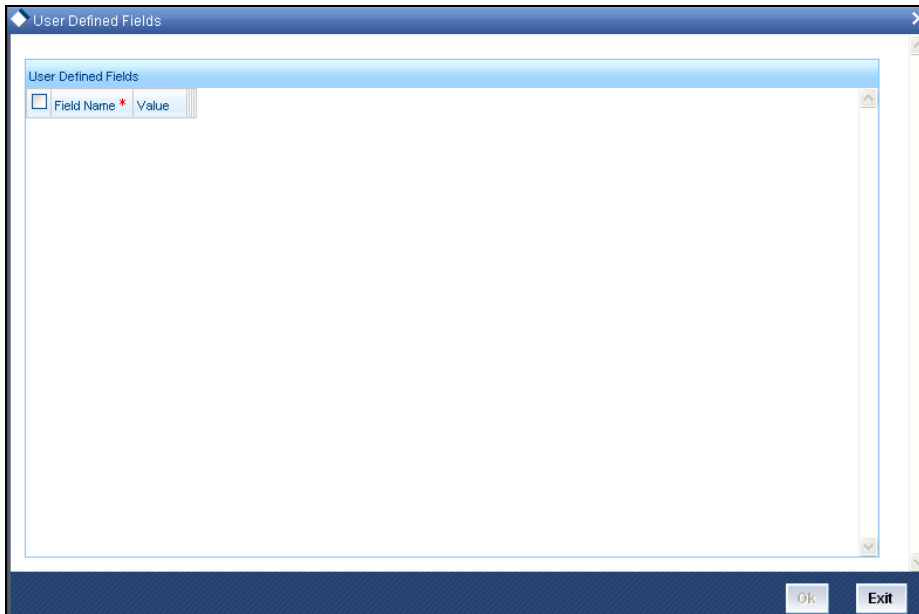 User Defined Fields
User Defined Fields
Field Name * Value
Ok Exit